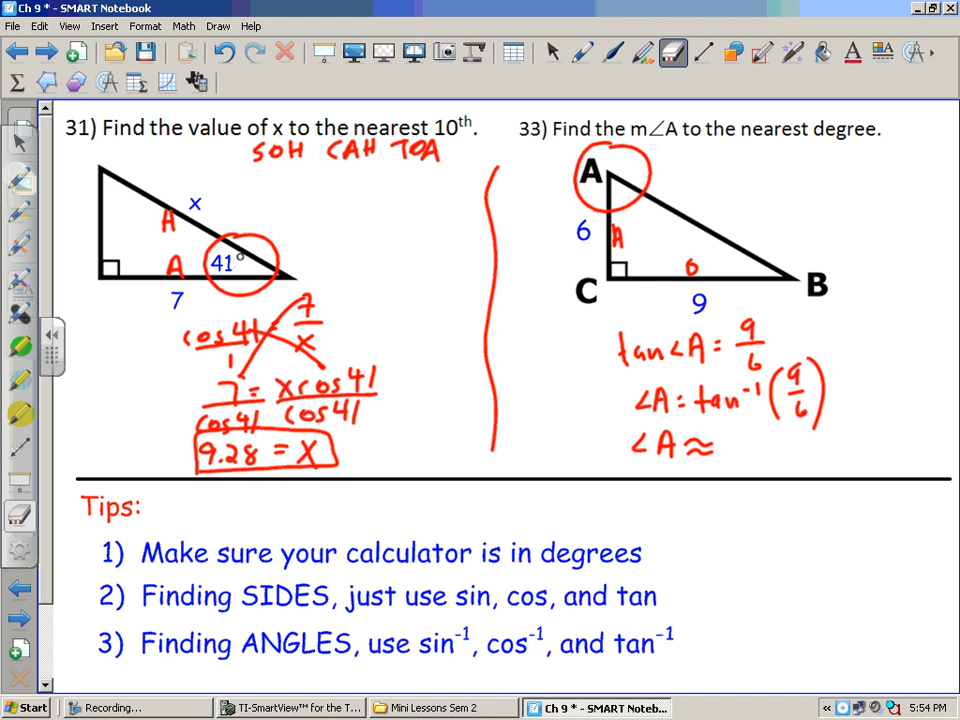 Ch 9 * - SMART Notebook
File Edit View Insert Format Math Draw Help
31) Find the value of x to the nearest 10th.
SOH CAH TOA
x
A
A
41°
7
cos 41 = 7
1 x
7 = x cos 41
cos 41 cos 41
9.28 = x
33) Find the m∠A to the nearest degree.
A
6
A
O
C
9
B
tan∠A = 9/6
∠A = tan⁻¹(9/6)
∠A ≈
Tips:
1) Make sure your calculator is in degrees
2) Finding SIDES, just use sin, cos, and tan
3) Finding ANGLES, use sin⁻¹, cos⁻¹, and tan⁻¹
Start Recording... TI-SmartView™ for the T... Mini Lessons Sem 2 Ch 9 * - SMART Noteb... « 5:54 PM